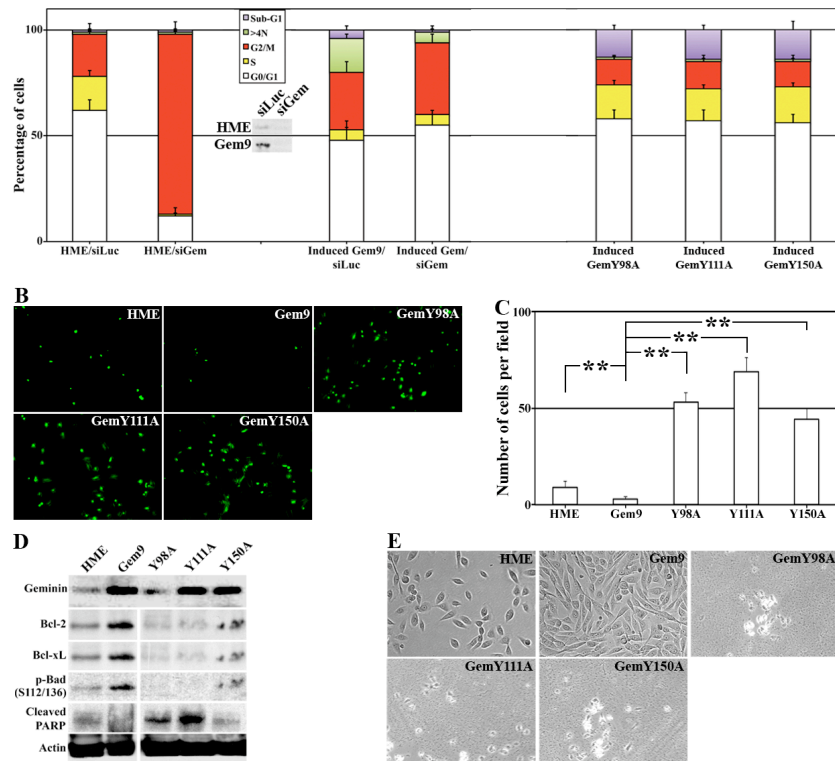 100
50
0
Percentage of cells
Sub-G1
>4N
G2/M
S
G0/G1
siLuc
siGem
HME
Gem9
HME/siLuc
HME/siGem
Induced Gem9/
siLuc
Induced Gem/
siGem
Induced
GemY98A
Induced
GemY111A
Induced
GemY150A
B
HME
Gem9
GemY98A
GemY111A
GemY150A
C
100
50
0
Number of cells per field
**
**
**
**
HME
Gem9
Y98A
Y111A
Y150A
D
HME
Gem9
Y98A
Y111A
Y150A
Geminin
Bcl-2
Bcl-xL
p-Bad
(S112/136)
Cleaved
PARP
Actin
E
HME
Gem9
GemY98A
GemY111A
GemY150A